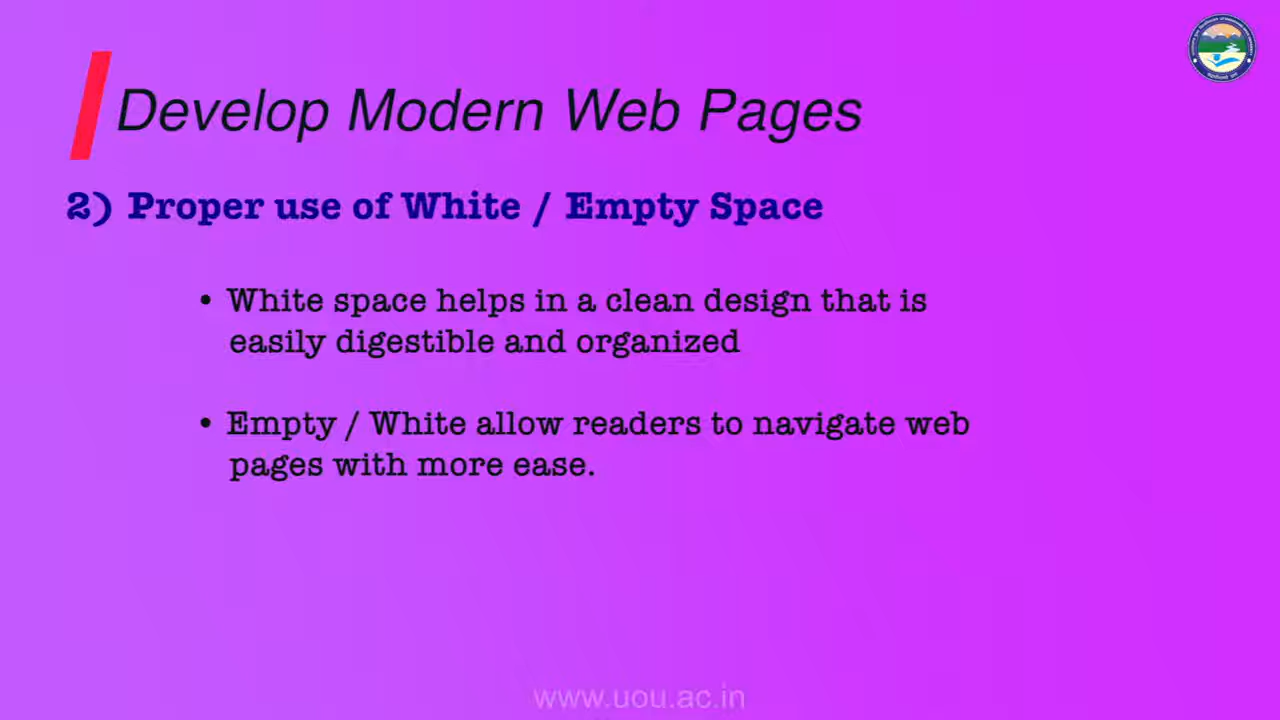 Develop Modern Web Pages
2) Proper use of White / Empty Space
• White space helps in a clean design that is
easily digestible and organized
• Empty / White allow readers to navigate web
pages with more ease.
www.uou.ac.in